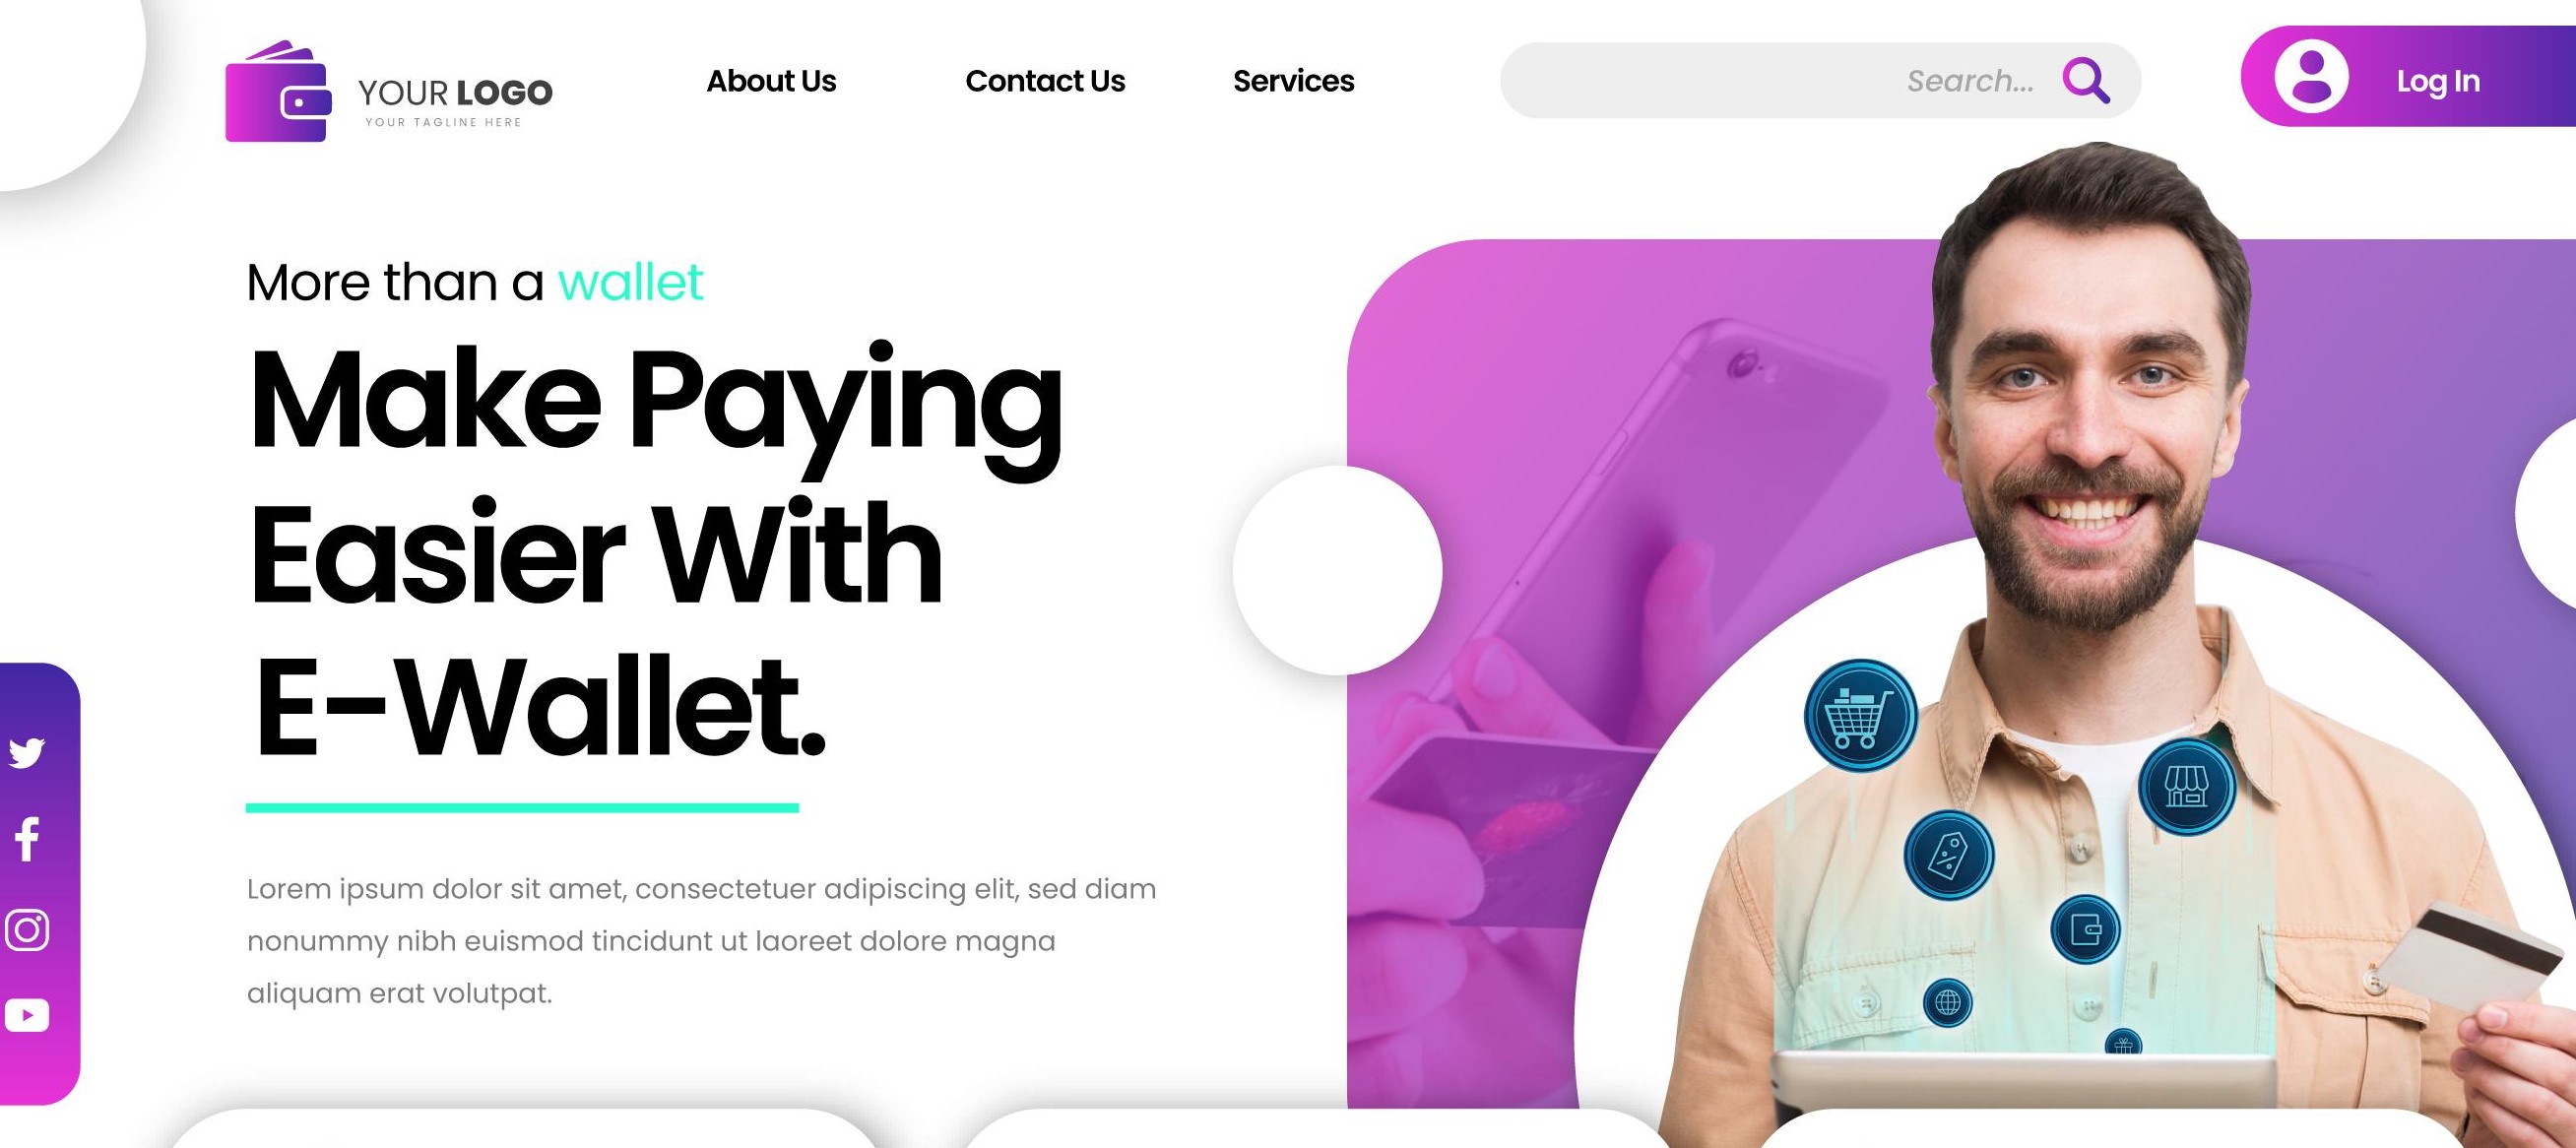 YOUR LOGO
YOUR TAGLINE HERE
About Us
Contact Us
Services
Search...
Log In
More than a wallet
Make Paying
Easier With
E-Wallet.
Lorem ipsum dolor sit amet, consectetuer adipiscing elit, sed diam
nonummy nibh euismod tincidunt ut laoreet dolore magna
aliquam erat volutpat.